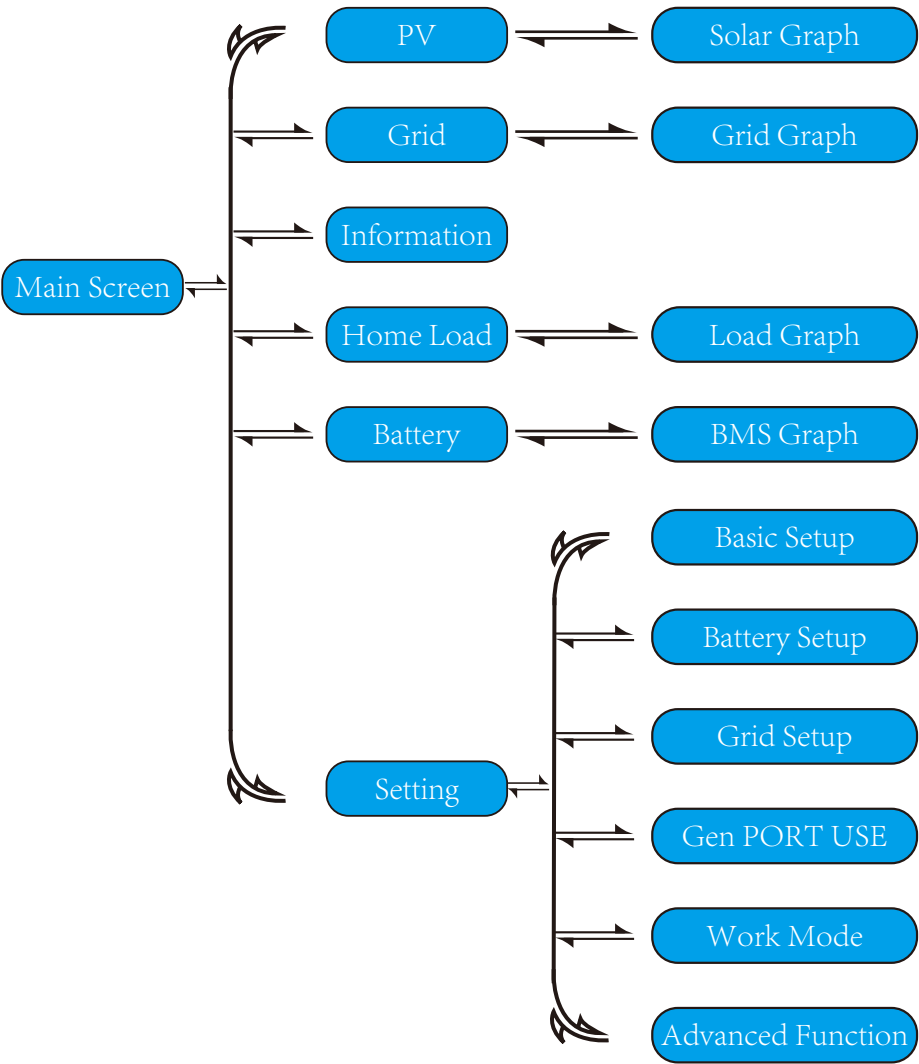 PV
Solar Graph
Grid
Grid Graph
Information
Main Screen
Home Load
Load Graph
Battery
BMS Graph
Basic Setup
Battery Setup
Grid Setup
Setting
Gen PORT USE
Work Mode
Advanced Function